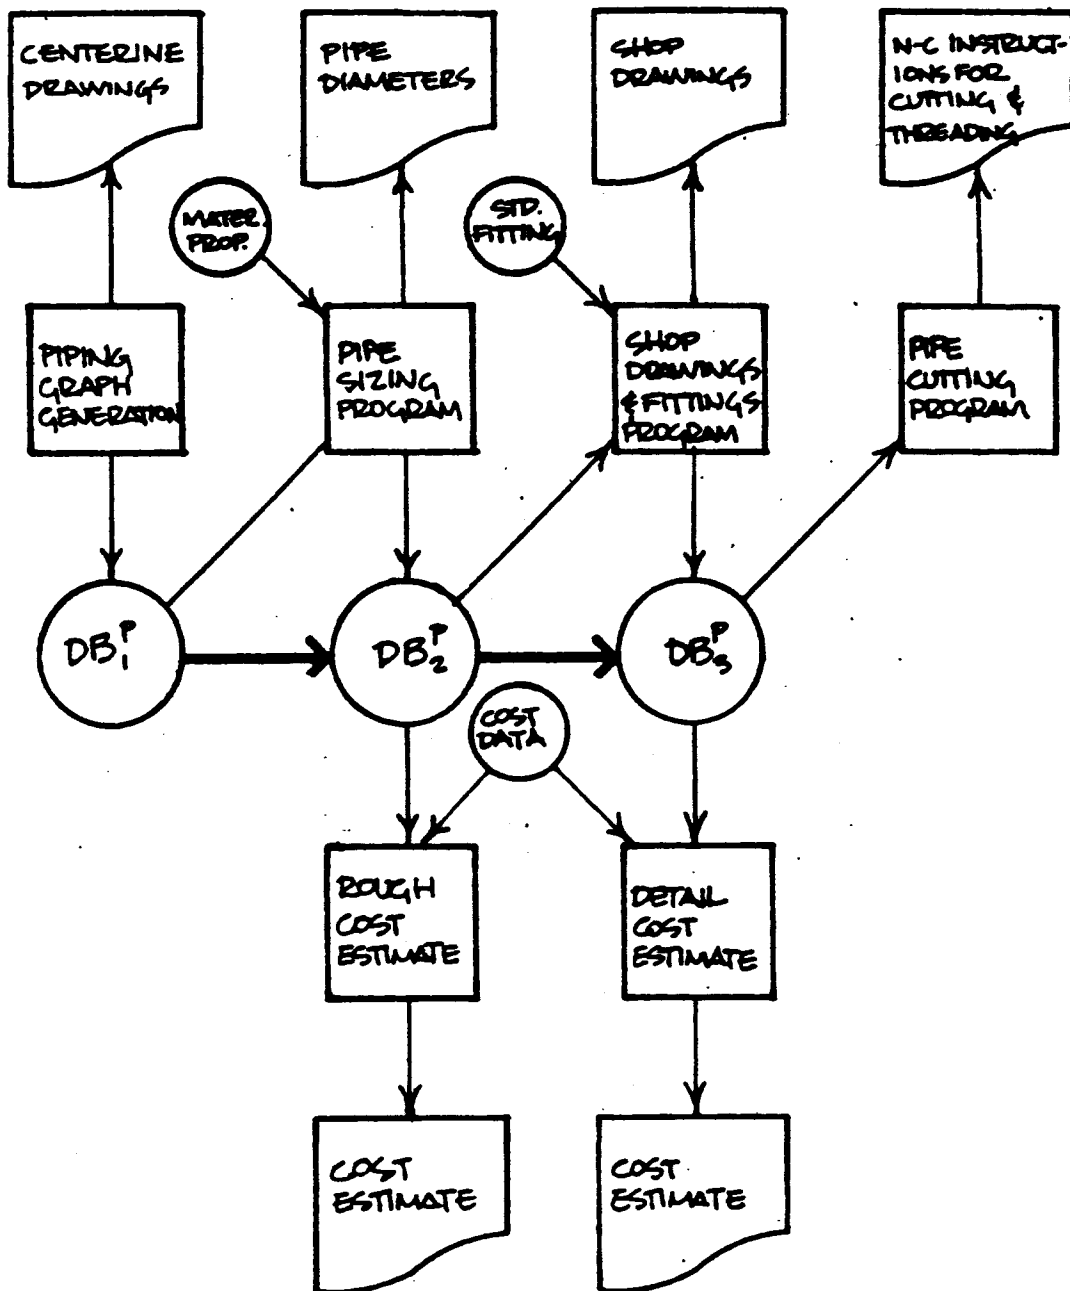 CENTERINE
DRAWINGS
PIPE
DIAMETERS
SHOP
DRAWINGS
N-C INSTRUCT-
IONS FOR
CUTTING &
THREADING
MATER.
PROP.
STD.
FITTING
PIPING
GRAPH
GENERATION
PIPE
SIZING
PROGRAM
SHOP
DRAWINGS
& FITTINGS
PROGRAM
PIPE
CUTTING
PROGRAM
DB₁ᴾ
DB₂ᴾ
DB₃ᴾ
COST
DATA
ROUGH
COST
ESTIMATE
DETAIL
COST
ESTIMATE
COST
ESTIMATE
COST
ESTIMATE